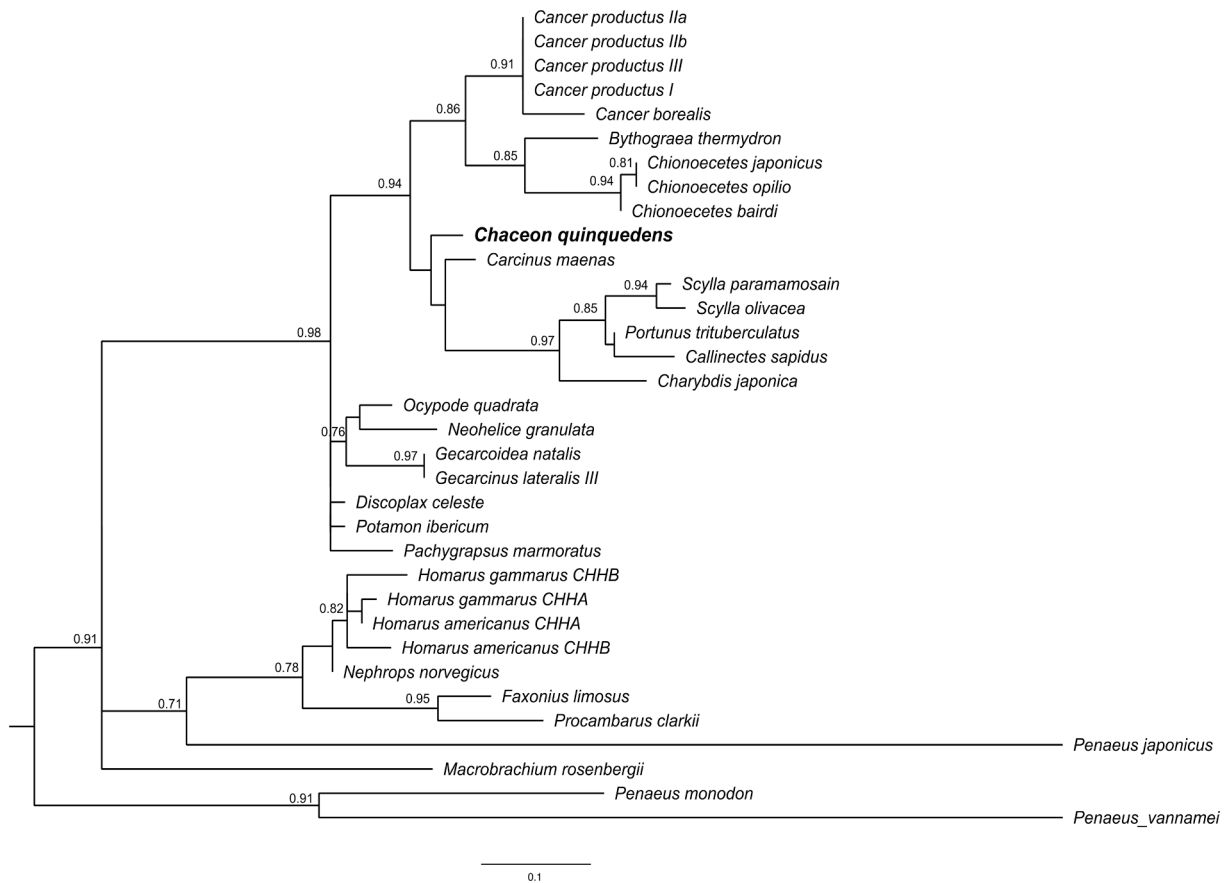 Cancer productus IIa
Cancer productus IIb
0.91
Cancer productus III
Cancer productus I
0.86
Cancer borealis
Bythograea thermydron
0.85
0.81
Chionoecetes japonicus
0.94
0.94
Chionoecetes opilio
Chionoecetes bairdi
Chaceon quinquedens
Carcinus maenas
0.94
Scylla paramamosain
0.85
Scylla olivacea
0.98
Portunus trituberculatus
0.97
Callinectes sapidus
Charybdis japonica
Ocypode quadrata
0.76
Neohelice granulata
0.97
Gecarcoidea natalis
Gecarcinus lateralis III
Discoplax celeste
Potamon ibericum
Pachygrapsus marmoratus
Homarus gammarus CHHB
Homarus gammarus CHHA
0.82
Homarus americanus CHHA
0.91
Homarus americanus CHHB
0.78
Nephrops norvegicus
0.95
Faxonius limosus
0.71
Procambarus clarkii
Penaeus japonicus
Macrobrachium rosenbergii
0.91
Penaeus monodon
Penaeus_vannamei
0.1